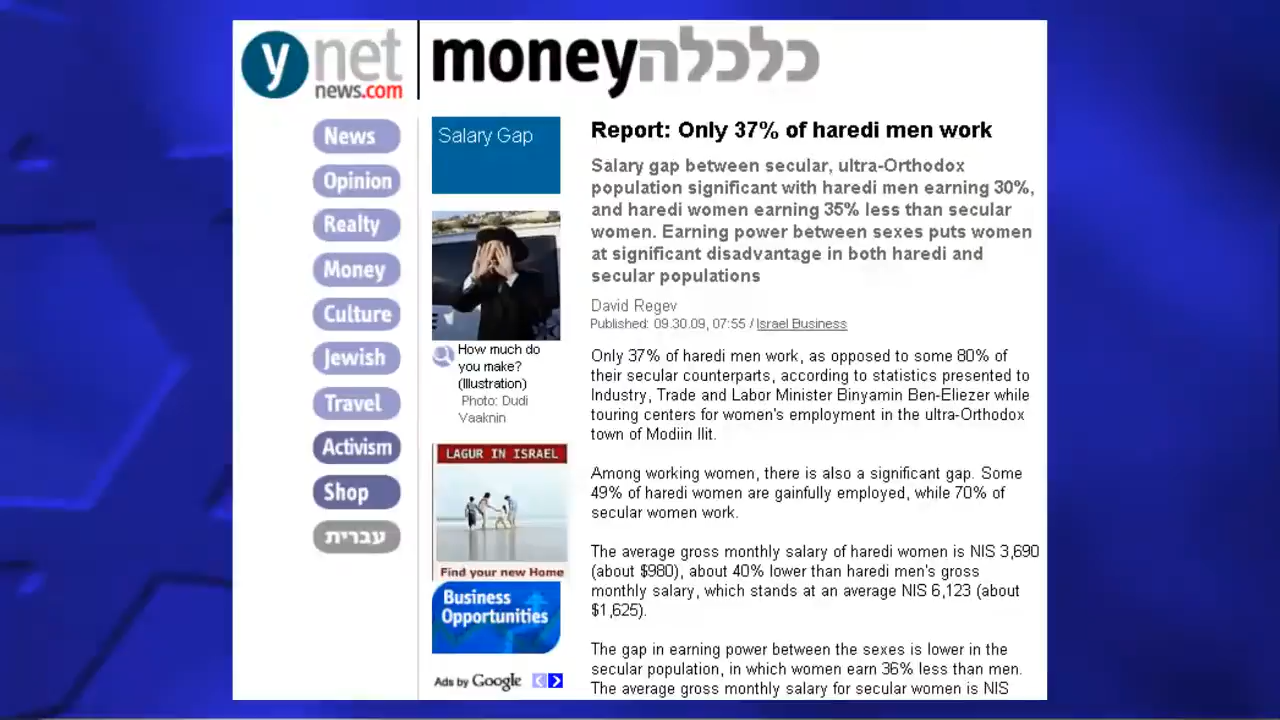 ynet
news.com
moneyכלכלה
News
Opinion
Realty
Money
Culture
Jewish
Travel
Activism
Shop
עברית
Salary Gap
How much do
you make?
(Illustration)
Photo: Dudi
Vaaknin
LAGUR IN ISRAEL
Find your new Home
Business
Opportunities
Ads by Google
Report: Only 37% of haredi men work
Salary gap between secular, ultra-Orthodox
population significant with haredi men earning 30%,
and haredi women earning 35% less than secular
women. Earning power between sexes puts women
at significant disadvantage in both haredi and
secular populations
David Regev
Published: 09.30.09, 07:55 / Israel Business
Only 37% of haredi men work, as opposed to some 80% of
their secular counterparts, according to statistics presented to
Industry, Trade and Labor Minister Binyamin Ben-Eliezer while
touring centers for women's employment in the ultra-Orthodox
town of Modiin Ilit.
Among working women, there is also a significant gap. Some
49% of haredi women are gainfully employed, while 70% of
secular women work.
The average gross monthly salary of haredi women is NIS 3,690
(about $980), about 40% lower than haredi men's gross
monthly salary, which stands at an average NIS 6,123 (about
$1,625).
The gap in earning power between the sexes is lower in the
secular population, in which women earn 36% less than men.
The average gross monthly salary for secular women is NIS